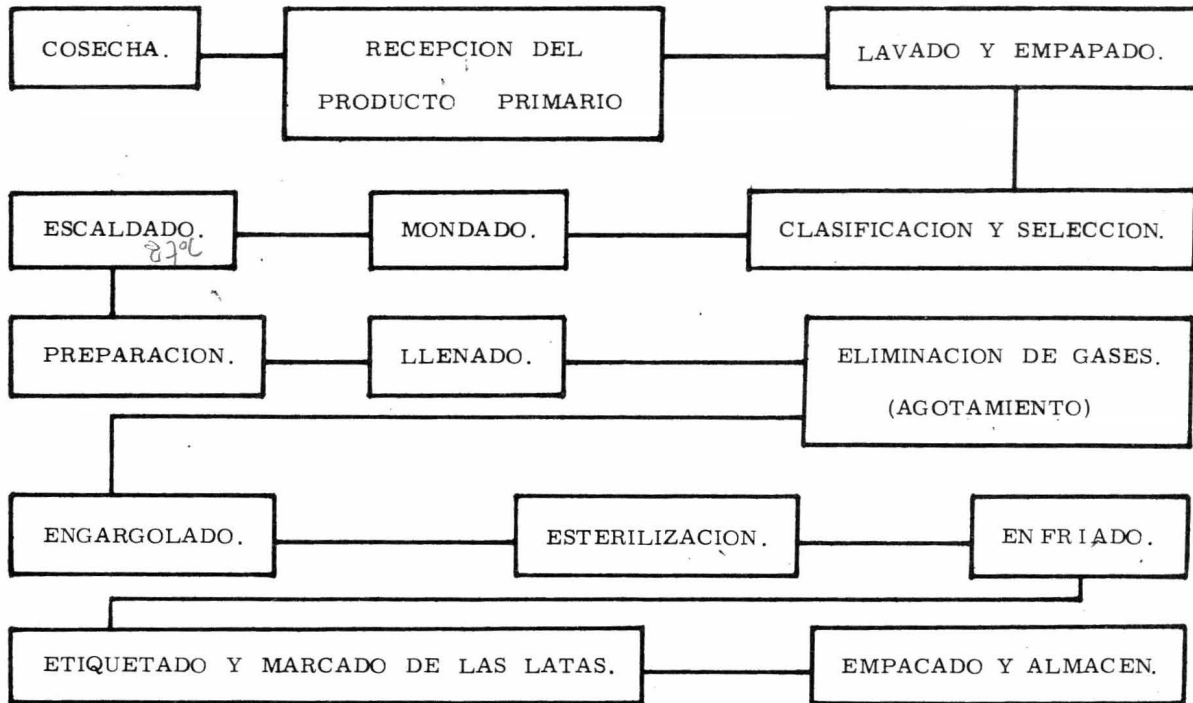 COSECHA.
RECEPCION DEL
PRODUCTO PRIMARIO
LAVADO Y EMPAPADO.
CLASIFICACION Y SELECCION.
MONDADO.
ESCALDADO.
PREPARACION.
LLENADO.
ELIMINACION DE GASES.
(AGOTAMIENTO)
ENGARGOLADO.
ESTERILIZACION.
ENFRIADO.
ETIQUETADO Y MARCADO DE LAS LATAS.
EMPACADO Y ALMACEN.